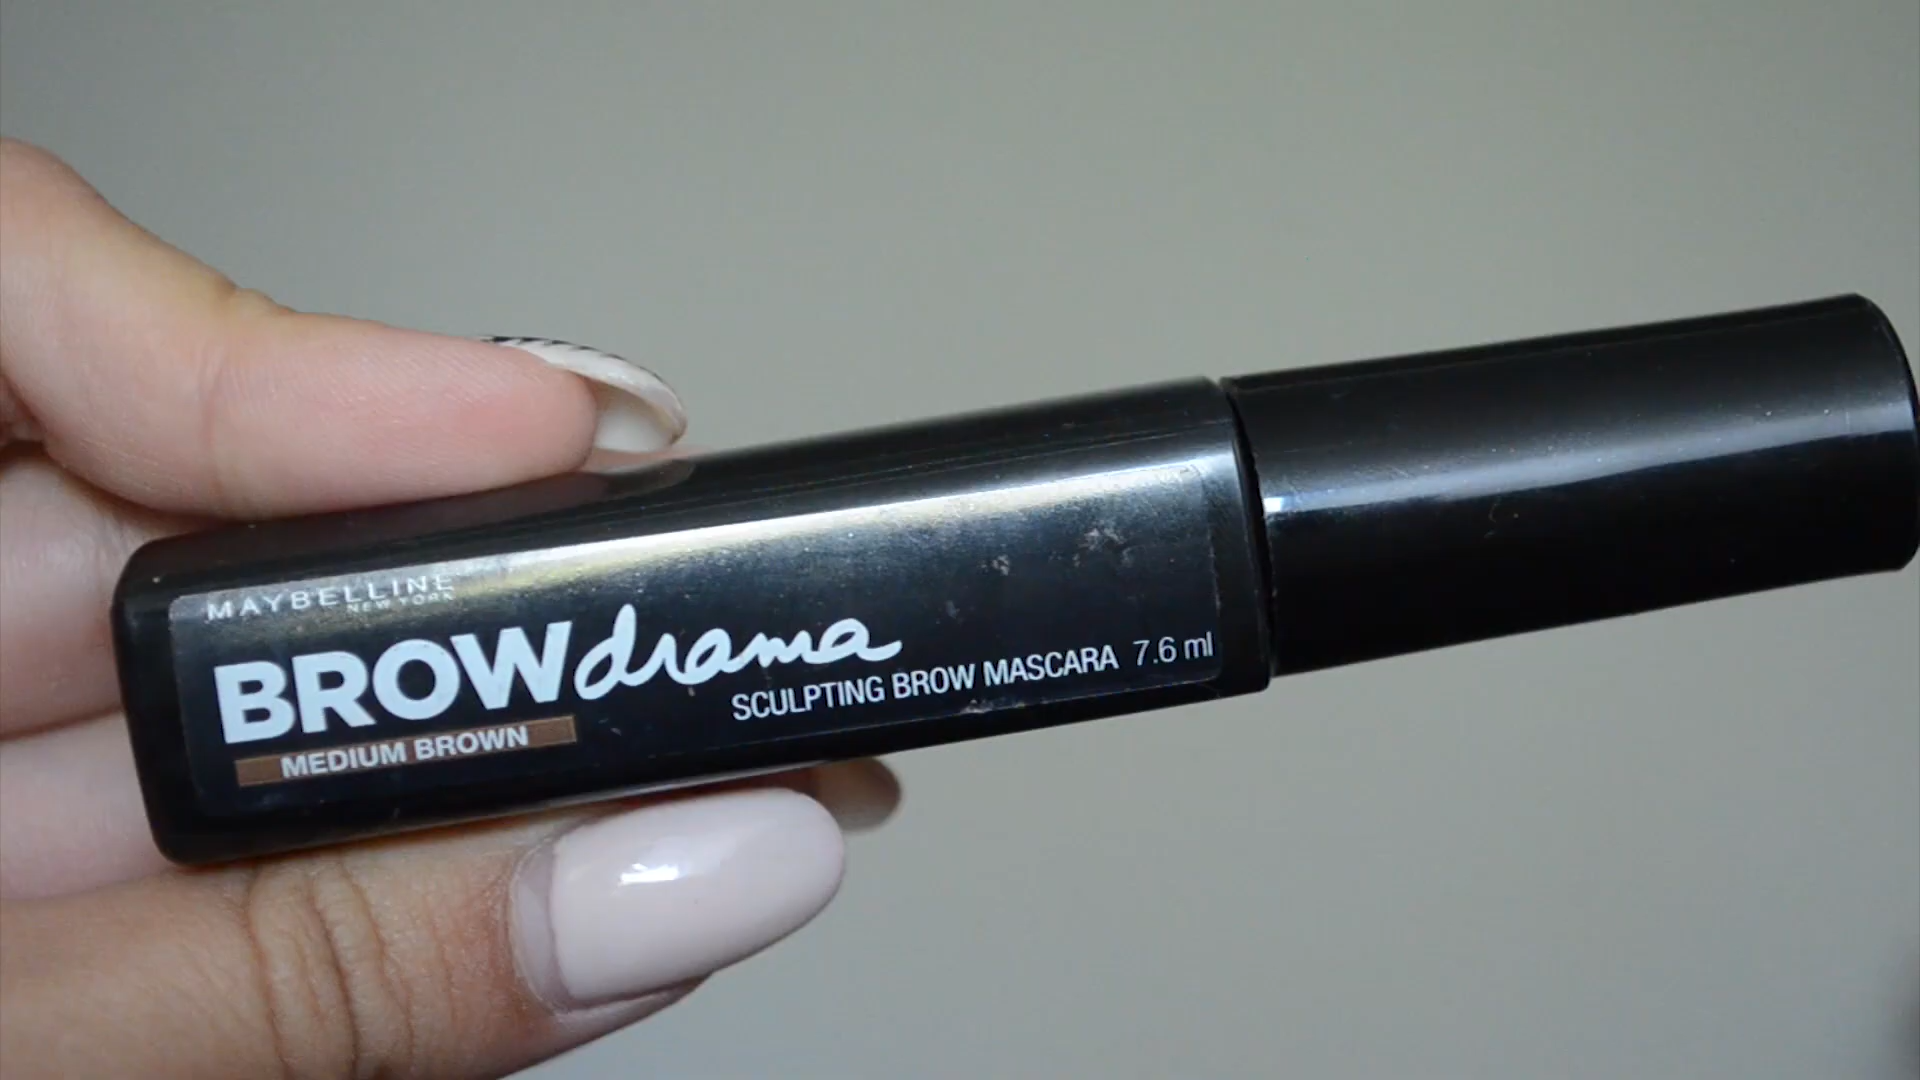 MAYBELLINE
NEW YORK
BROWdrama
SCULPTING BROW MASCARA 7.6 ml
MEDIUM BROWN